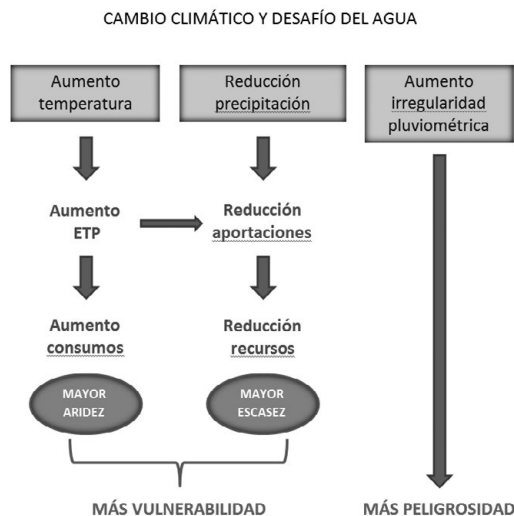 CAMBIO CLIMÁTICO Y DESAFÍO DEL AGUA
Aumento
temperatura
Reducción
precipitación
Aumento
irregularidad
pluviométrica
Aumento
ETP
Reducción
aportaciones
Aumento
consumos
Reducción
recursos
MAYOR
ARIDEZ
MAYOR
ESCASEZ
MÁS VULNERABILIDAD
MÁS PELIGROSIDAD